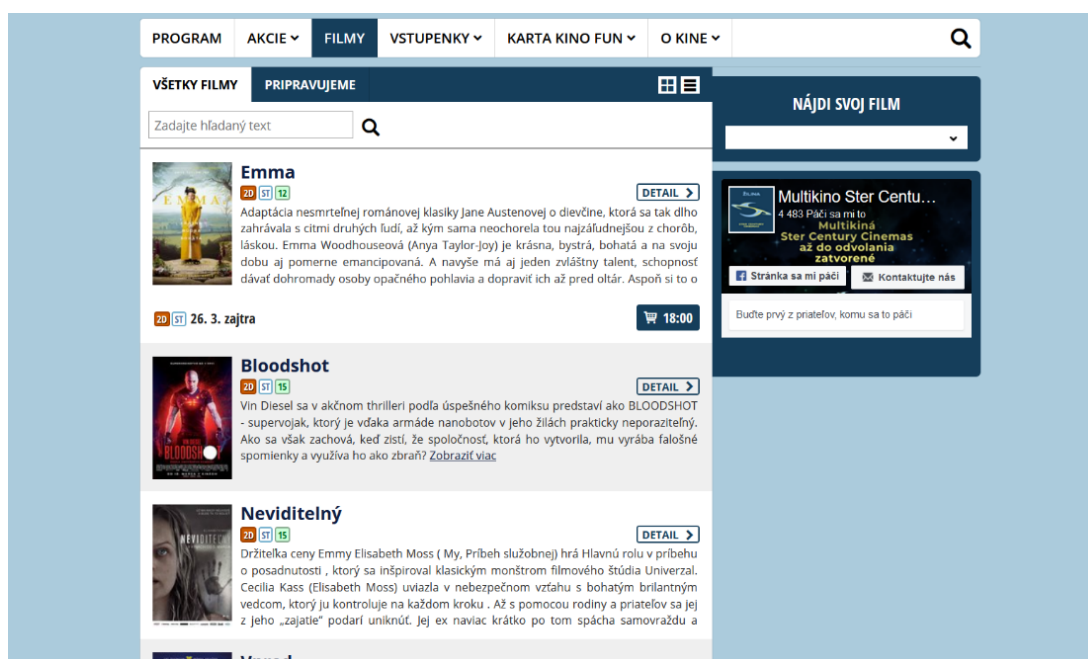 PROGRAM AKCIE FILMY VSTUPENKY KARTA KINO FUN O KINE
VŠETKY FILMY PRIPRAVUJEME
Zadajte hľadaný text
Emma
2D ST 12
DETAIL
Adaptácia nesmrteľnej románovej klasiky Jane Austenovej o dievčine, ktorá sa tak dlho
zahrávala s citmi druhých ľudí, až kým sama neochorela tou najzáľudnejšou z chorôb,
láskou. Emma Woodhouseová (Anya Taylor-Joy) je krásna, bystrá, bohatá a na svoju
dobu aj pomerne emancipovaná. A navyše má aj jeden zvláštny talent, schopnosť
dávať dohromady osoby opačného pohlavia a dopraviť ich až pred oltár. Aspoň si to o
2D ST 26. 3. zajtra
18:00
Bloodshot
2D ST 15
DETAIL
Vin Diesel sa v akčnom thrilleri podľa úspešného komiksu predstaví ako BLOODSHOT
- supervojak, ktorý je vďaka armáde nanobotov v jeho žilách prakticky neporaziteľný.
Ako sa však zachová, keď zistí, že spoločnosť, ktorá ho vytvorila, mu vyrába falošné
spomienky a využíva ho ako zbraň? Zobraziť viac
BLOODSHOT
Neviditelný
2D ST 15
DETAIL
Držiteľka ceny Emmy Elisabeth Moss ( My, Príbeh služobnej) hrá Hlavnú rolu v príbehu
o posadnutosti , ktorý sa inšpiroval klasickým monštrom filmového štúdia Univerzal.
Cecilia Kass (Elisabeth Moss) uviazla v nebezpečnom vzťahu s bohatým brilantným
vedcom, ktorý ju kontroluje na každom kroku . Až s pomocou rodiny a priateľov sa jej
z jeho „zajatie" podarí uniknúť. Jej ex naviac krátko po tom spácha samovraždu a
NÁJDI SVOJ FILM
ŽILINA
Multikino Ster Centu...
4 483 Páči sa mi to
Multikiná
Ster Century Cinemas
až do odvolania
zatvorené
Stránka sa mi páči
Kontaktujte nás
Buďte prvý z priateľov, komu sa to páči